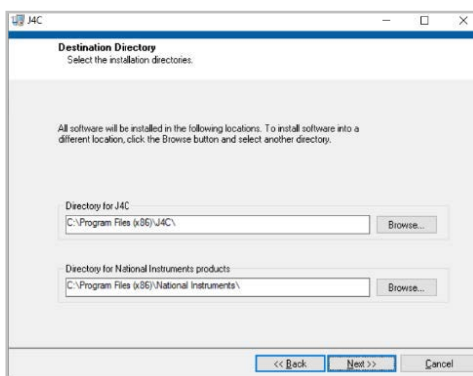 J4C
Destination Directory
Select the installation directories.
All software will be installed in the following locations. To install software into a
different location, click the Browse button and select another directory.
Directory for J4C
C:\Program Files (x86)\J4C\
Browse...
Directory for National Instruments products
C:\Program Files (x86)\National Instruments\
Browse...
<< Back
Next >>
Cancel